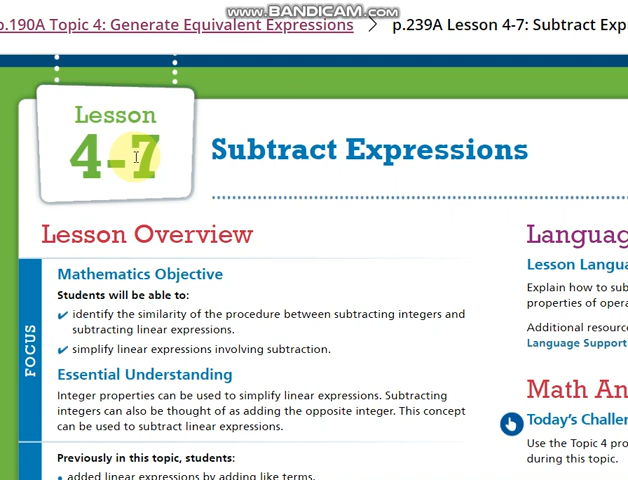 www.BANDICAM.com
p.190A Topic 4: Generate Equivalent Expressions > p.239A Lesson 4-7: Subtract Exp
Lesson
4-7
Subtract Expressions
Lesson Overview
FOCUS
Mathematics Objective
Students will be able to:
✔ identify the similarity of the procedure between subtracting integers and
subtracting linear expressions.
✔ simplify linear expressions involving subtraction.
Essential Understanding
Integer properties can be used to simplify linear expressions. Subtracting
integers can also be thought of as adding the opposite integer. This concept
can be used to subtract linear expressions.
Previously in this topic, students:
• added linear expressions by adding like terms.
Languag
Lesson Langua
Explain how to sub
properties of opera
Additional resourc
Language Support
Math An
Today's Challen
Use the Topic 4 pro
during this topic.